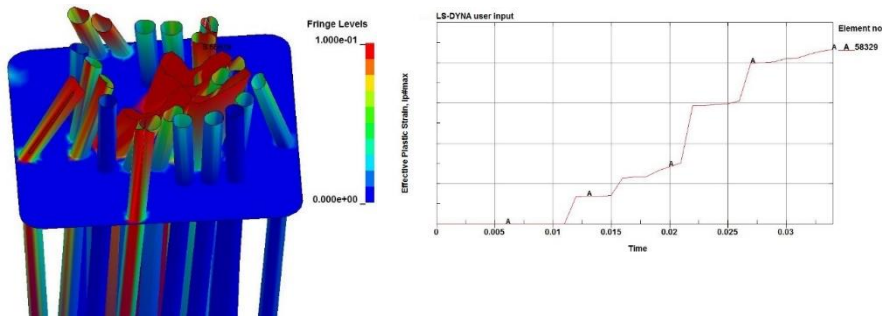 Fringe Levels
1.000e-01
0.000e+00
LS-DYNA user input
Element no
A 58329
A
A
A
A
A
Effective Plastic Strain, ip#max
0
0.005
0.01
0.015
0.02
0.025
0.03
Time